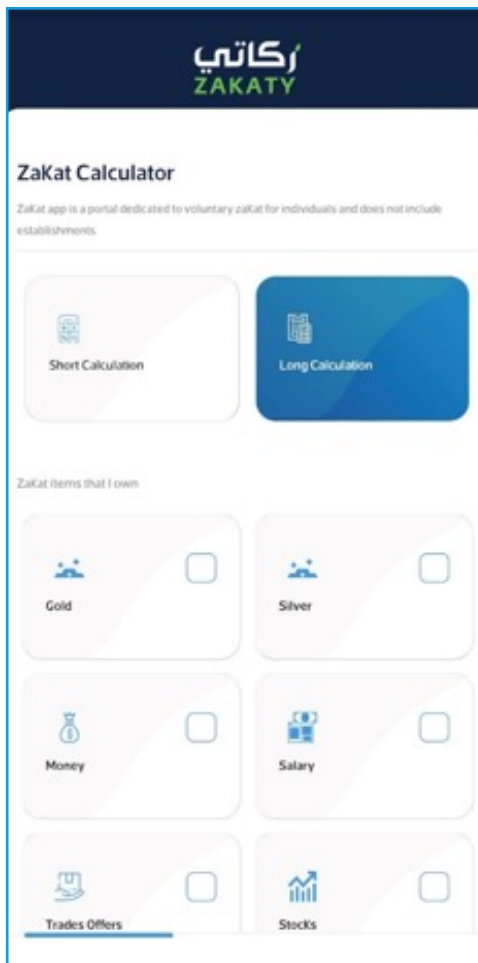 زكاتي
ZAKATY
ZaKat Calculator
ZaKat app is a portal dedicated to voluntary zaKat for individuals and does not include
establishments
Short Calculation
Long Calculation
ZaKat items that I own
Gold
Silver
Money
Salary
Trades Offers
StocKs